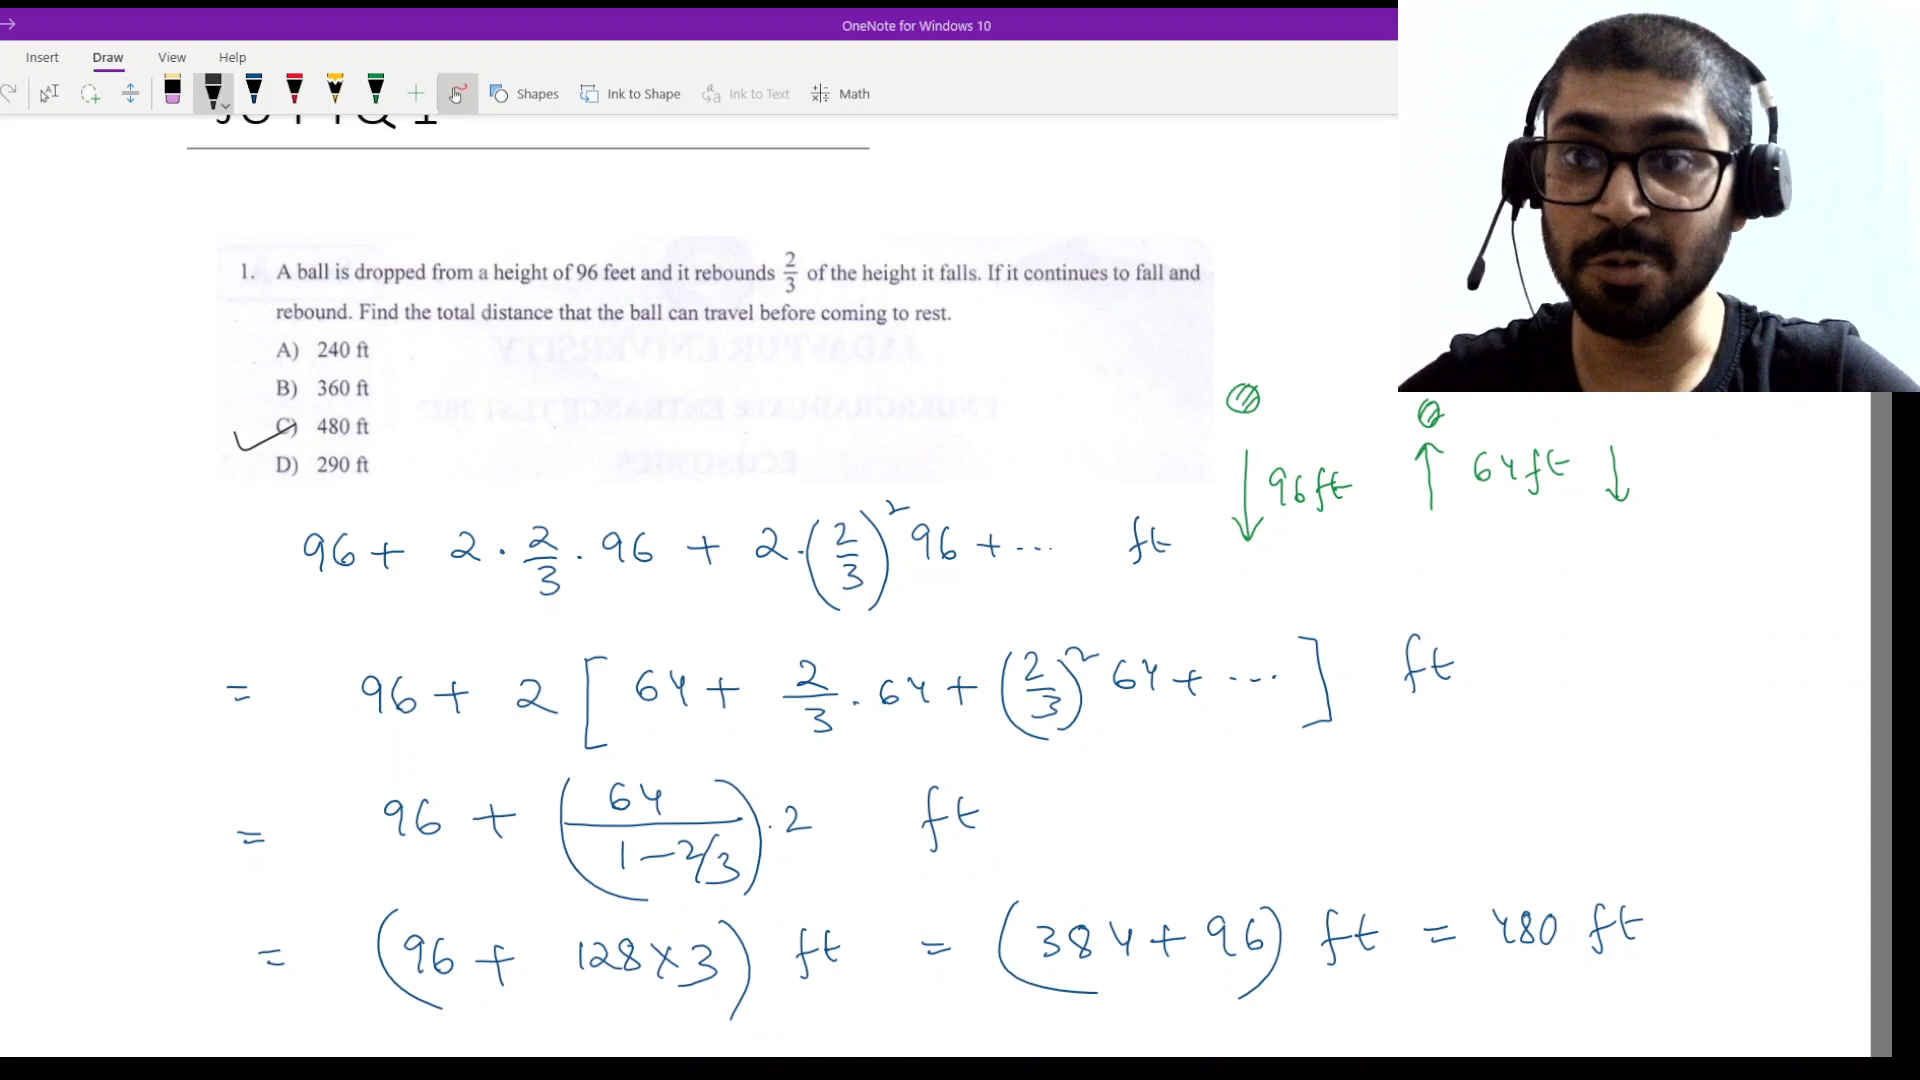 OneNote for Windows 10
Insert Draw View Help
Shapes Ink to Shape Ink to Text Math
1. A ball is dropped from a height of 96 feet and it rebounds 2/3 of the height it falls. If it continues to fall and
rebound. Find the total distance that the ball can travel before coming to rest.
A) 240 ft
B) 360 ft
C) 480 ft
D) 290 ft
96ft 64ft
96 + 2 · 2/3 · 96 + 2 · (2/3)² 96 + ... ft
= 96 + 2 [ 64 + 2/3 · 64 + (2/3)² 64 + ... ] ft
= 96 + (64/(1 - 2/3)) · 2 ft
= (96 + 128 x 3) ft = (384 + 96) ft = 480 ft